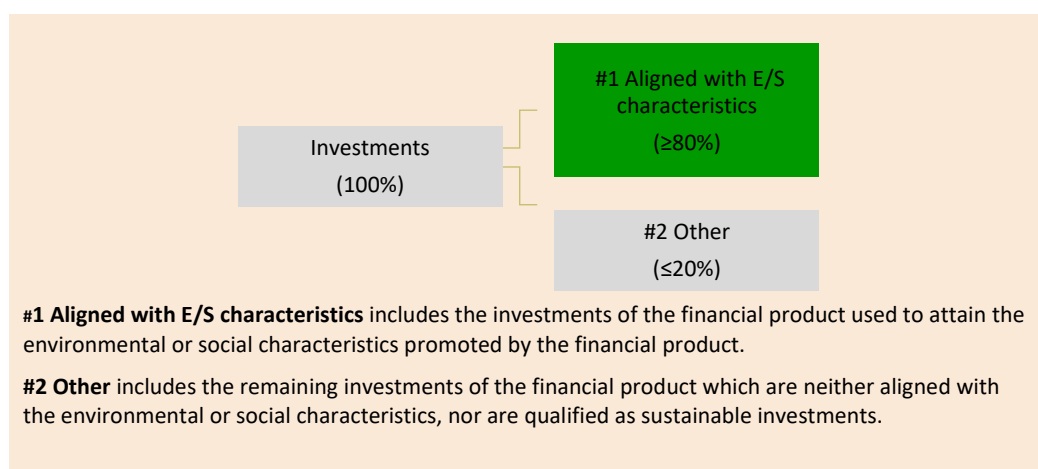 #1 Aligned with E/S
characteristics
(≥80%)
Investments
(100%)
#2 Other
(≤20%)
#1 Aligned with E/S characteristics includes the investments of the financial product used to attain the
environmental or social characteristics promoted by the financial product.
#2 Other includes the remaining investments of the financial product which are neither aligned with
the environmental or social characteristics, nor are qualified as sustainable investments.